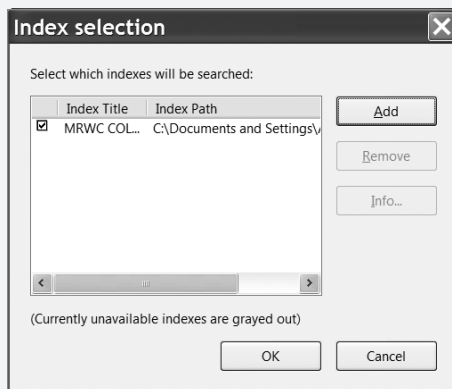 Index selection
Select which indexes will be searched:
Index Title Index Path
MRWC COL... C:\Documents and Settings\
Add
Remove
Info...
(Currently unavailable indexes are grayed out)
OK Cancel